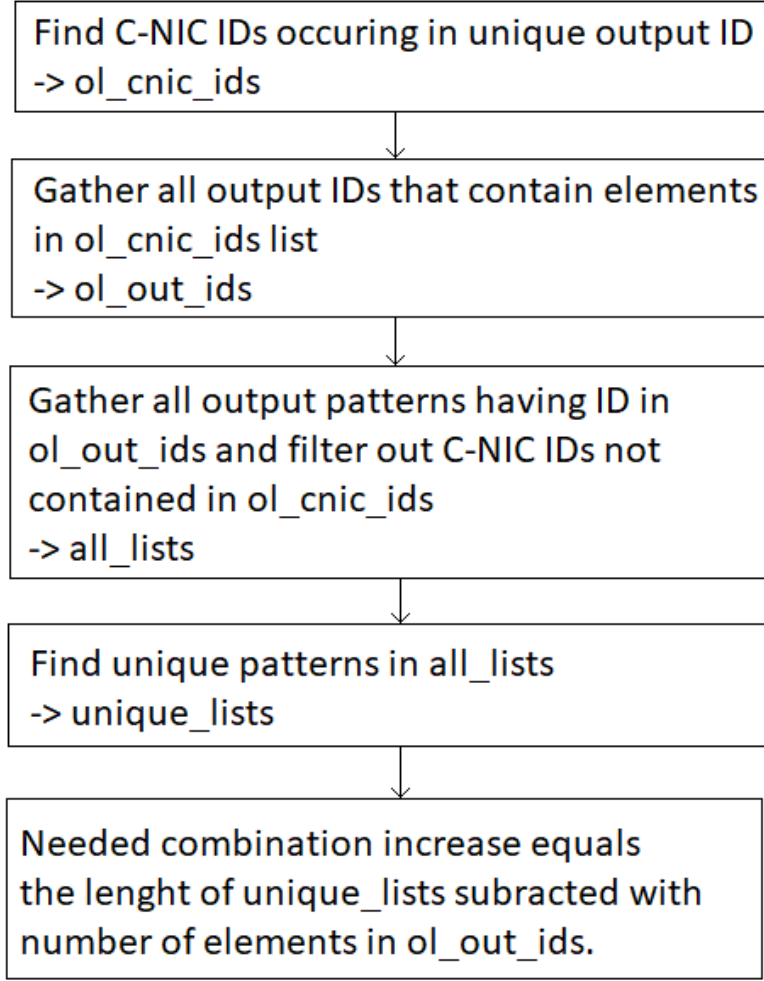 Find C-NIC IDs occuring in unique output ID
-> ol_cnic_ids
Gather all output IDs that contain elements
in ol_cnic_ids list
-> ol_out_ids
Gather all output patterns having ID in
ol_out_ids and filter out C-NIC IDs not
contained in ol_cnic_ids
-> all_lists
Find unique patterns in all_lists
-> unique_lists
Needed combination increase equals
the lenght of unique_lists subracted with
number of elements in ol_out_ids.